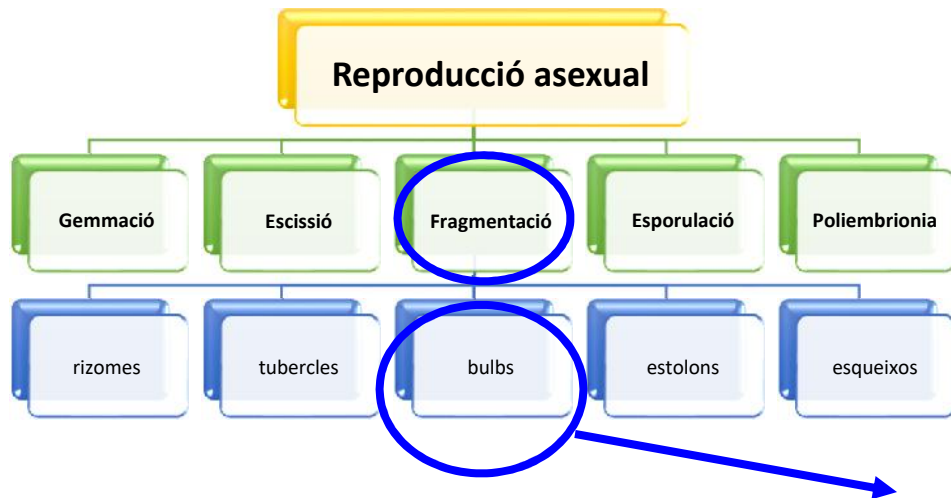 Reproducció asexual
Gemmació
Escissió
Fragmentació
Esporulació
Poliembrionia
rizomes
tubercles
bulbs
estolons
esqueixos